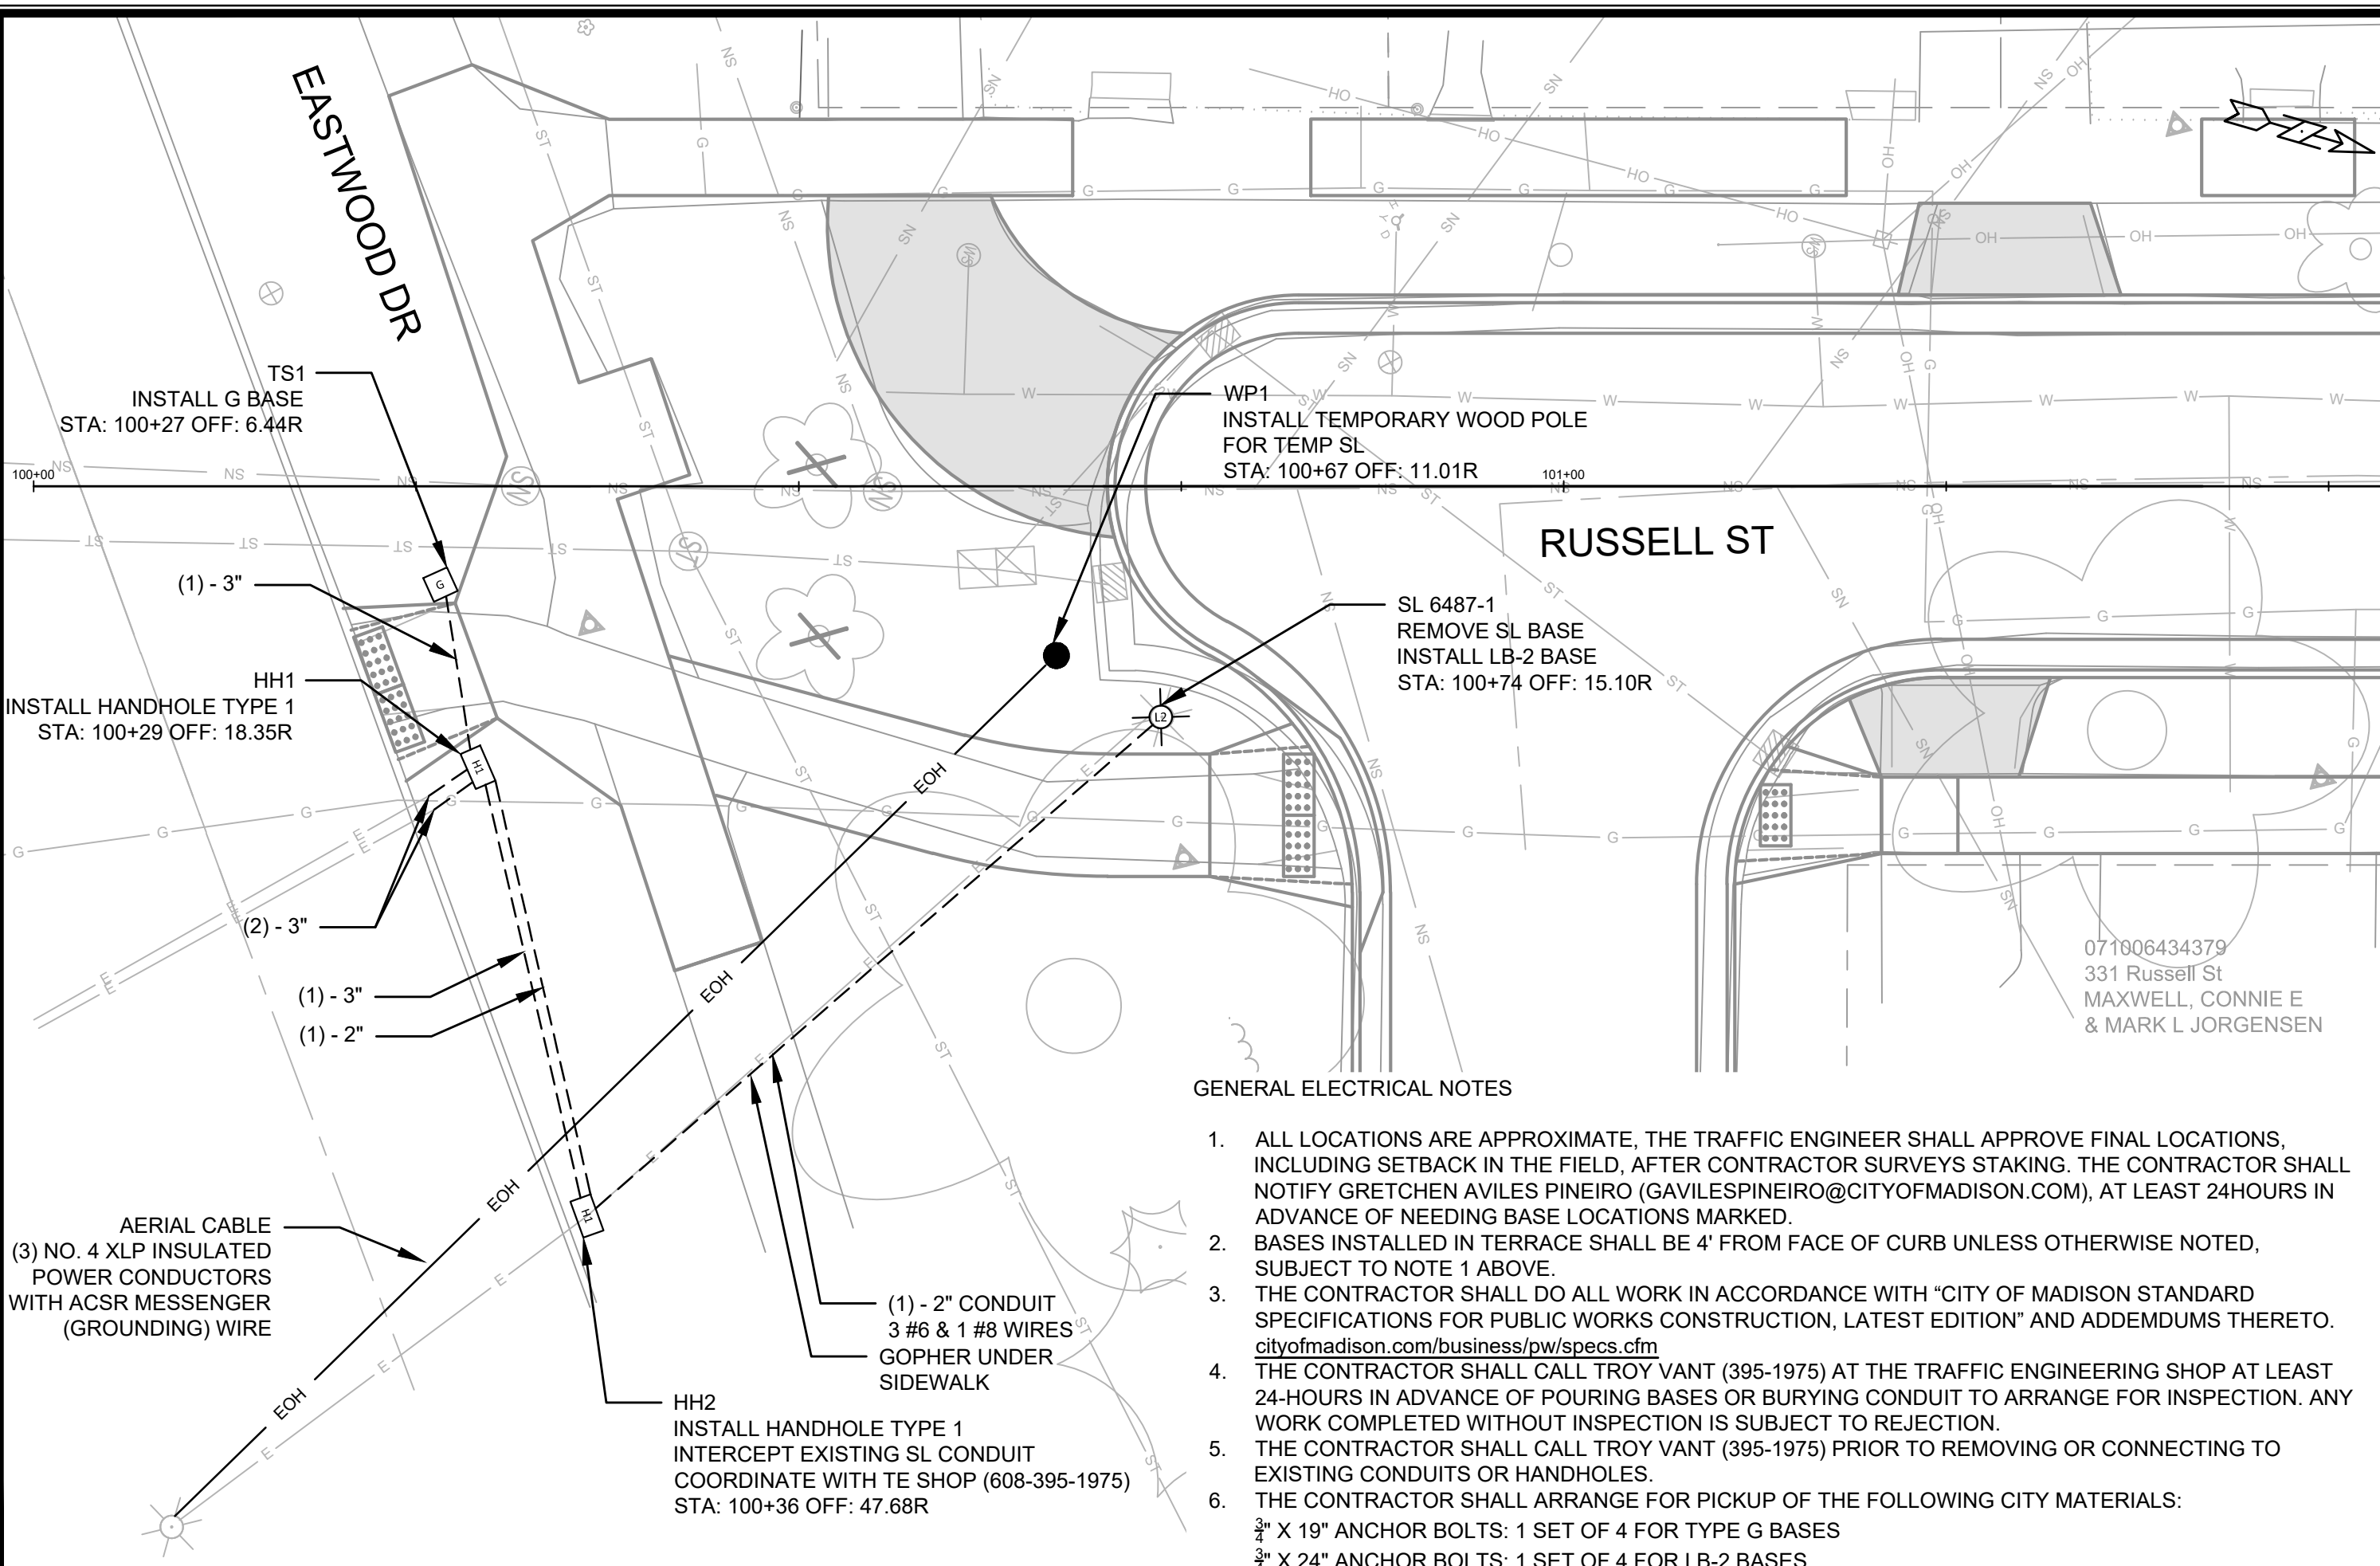 EASTWOOD DR
TS1
INSTALL G BASE
STA: 100+27 OFF: 6.44R
100+00
101+00
WP1
INSTALL TEMPORARY WOOD POLE
FOR TEMP SL
STA: 100+67 OFF: 11.01R
RUSSELL ST
(1) - 3"
G
SL 6487-1
REMOVE SL BASE
INSTALL LB-2 BASE
STA: 100+74 OFF: 15.10R
L2
HH1
INSTALL HANDHOLE TYPE 1
STA: 100+29 OFF: 18.35R
H1
EOH
(2) - 3"
(1) - 3"
(1) - 2"
EOH
EOH
EOH
H1
071006434379
331 Russell St
MAXWELL, CONNIE E
& MARK L JORGENSEN
AERIAL CABLE
(3) NO. 4 XLP INSULATED
POWER CONDUCTORS
WITH ACSR MESSENGER
(GROUNDING) WIRE
(1) - 2" CONDUIT
3 #6 & 1 #8 WIRES
GOPHER UNDER
SIDEWALK
HH2
INSTALL HANDHOLE TYPE 1
INTERCEPT EXISTING SL CONDUIT
COORDINATE WITH TE SHOP (608-395-1975)
STA: 100+36 OFF: 47.68R
GENERAL ELECTRICAL NOTES
1. ALL LOCATIONS ARE APPROXIMATE, THE TRAFFIC ENGINEER SHALL APPROVE FINAL LOCATIONS,
INCLUDING SETBACK IN THE FIELD, AFTER CONTRACTOR SURVEYS STAKING. THE CONTRACTOR SHALL
NOTIFY GRETCHEN AVILES PINEIRO (GAVILESPINEIRO@CITYOFMADISON.COM), AT LEAST 24HOURS IN
ADVANCE OF NEEDING BASE LOCATIONS MARKED.
2. BASES INSTALLED IN TERRACE SHALL BE 4' FROM FACE OF CURB UNLESS OTHERWISE NOTED,
SUBJECT TO NOTE 1 ABOVE.
3. THE CONTRACTOR SHALL DO ALL WORK IN ACCORDANCE WITH “CITY OF MADISON STANDARD
SPECIFICATIONS FOR PUBLIC WORKS CONSTRUCTION, LATEST EDITION” AND ADDEMDUMS THERETO.
cityofmadison.com/business/pw/specs.cfm
4. THE CONTRACTOR SHALL CALL TROY VANT (395-1975) AT THE TRAFFIC ENGINEERING SHOP AT LEAST
24-HOURS IN ADVANCE OF POURING BASES OR BURYING CONDUIT TO ARRANGE FOR INSPECTION. ANY
WORK COMPLETED WITHOUT INSPECTION IS SUBJECT TO REJECTION.
5. THE CONTRACTOR SHALL CALL TROY VANT (395-1975) PRIOR TO REMOVING OR CONNECTING TO
EXISTING CONDUITS OR HANDHOLES.
6. THE CONTRACTOR SHALL ARRANGE FOR PICKUP OF THE FOLLOWING CITY MATERIALS:
3/4" X 19" ANCHOR BOLTS: 1 SET OF 4 FOR TYPE G BASES
X 24" ANCHOR BOLTS: 1 SET OF 4 FOR LB-2 BASES